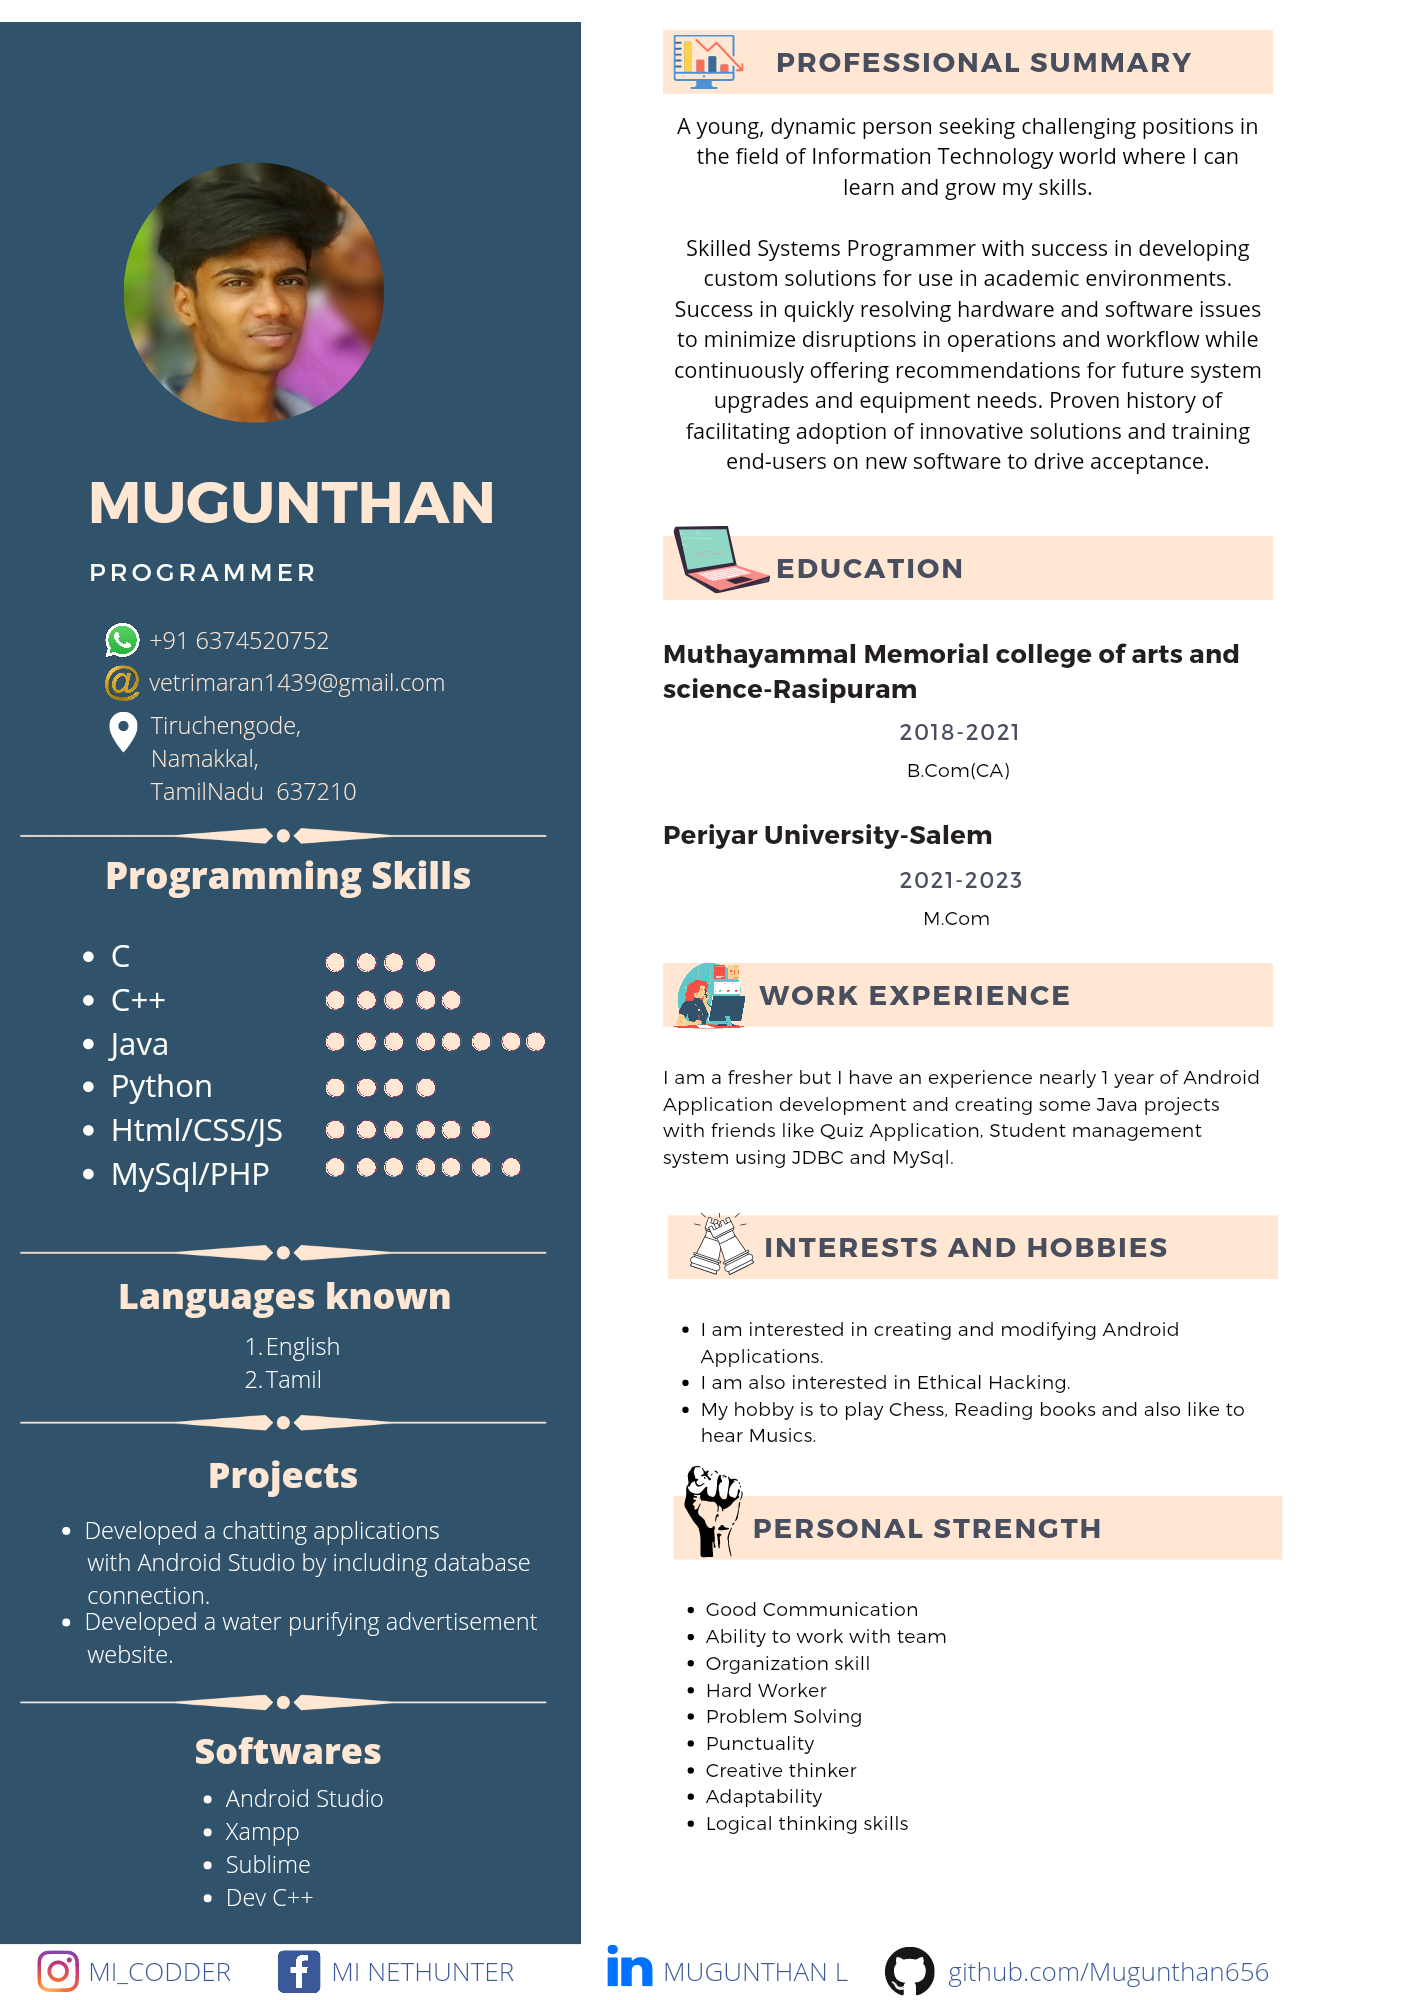 MUGUNTHAN
PROGRAMMER
+91 6374520752
vetrimaran1439@gmail.com
Tiruchengode,
Namakkal,
TamilNadu 637210
Programming Skills
• C
• C++
• Java
• Python
• Html/CSS/JS
• MySql/PHP
Languages known
1. English
2. Tamil
Projects
• Developed a chatting applications
with Android Studio by including database
connection.
• Developed a water purifying advertisement
website.
Softwares
• Android Studio
• Xampp
• Sublime
• Dev C++
PROFESSIONAL SUMMARY
A young, dynamic person seeking challenging positions in
the field of Information Technology world where I can
learn and grow my skills.
Skilled Systems Programmer with success in developing
custom solutions for use in academic environments.
Success in quickly resolving hardware and software issues
to minimize disruptions in operations and workflow while
continuously offering recommendations for future system
upgrades and equipment needs. Proven history of
facilitating adoption of innovative solutions and training
end-users on new software to drive acceptance.
EDUCATION
Muthayammal Memorial college of arts and
science-Rasipuram
2018-2021
B.Com(CA)
Periyar University-Salem
2021-2023
M.Com
WORK EXPERIENCE
I am a fresher but I have an experience nearly 1 year of Android
Application development and creating some Java projects
with friends like Quiz Application, Student management
system using JDBC and MySql.
INTERESTS AND HOBBIES
• I am interested in creating and modifying Android
Applications.
• I am also interested in Ethical Hacking.
• My hobby is to play Chess, Reading books and also like to
hear Musics.
PERSONAL STRENGTH
• Good Communication
• Ability to work with team
• Organization skill
• Hard Worker
• Problem Solving
• Punctuality
• Creative thinker
• Adaptability
• Logical thinking skills
MI_CODDER
MI NETHUNTER
in MUGUNTHAN L
github.com/Mugunthan656